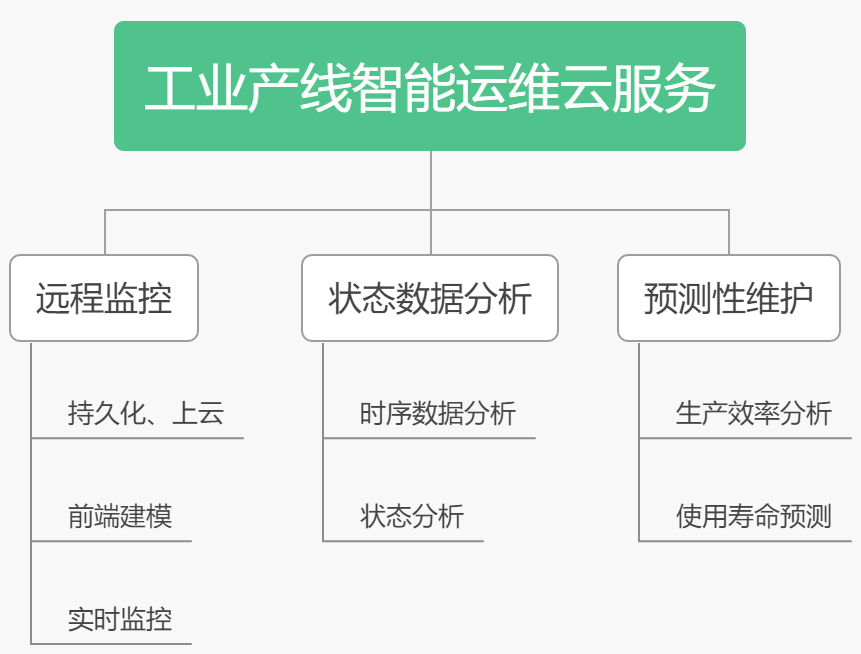 工业产线智能运维云服务
远程监控
持久化、上云
前端建模
实时监控
状态数据分析
时序数据分析
状态分析
预测性维护
生产效率分析
使用寿命预测